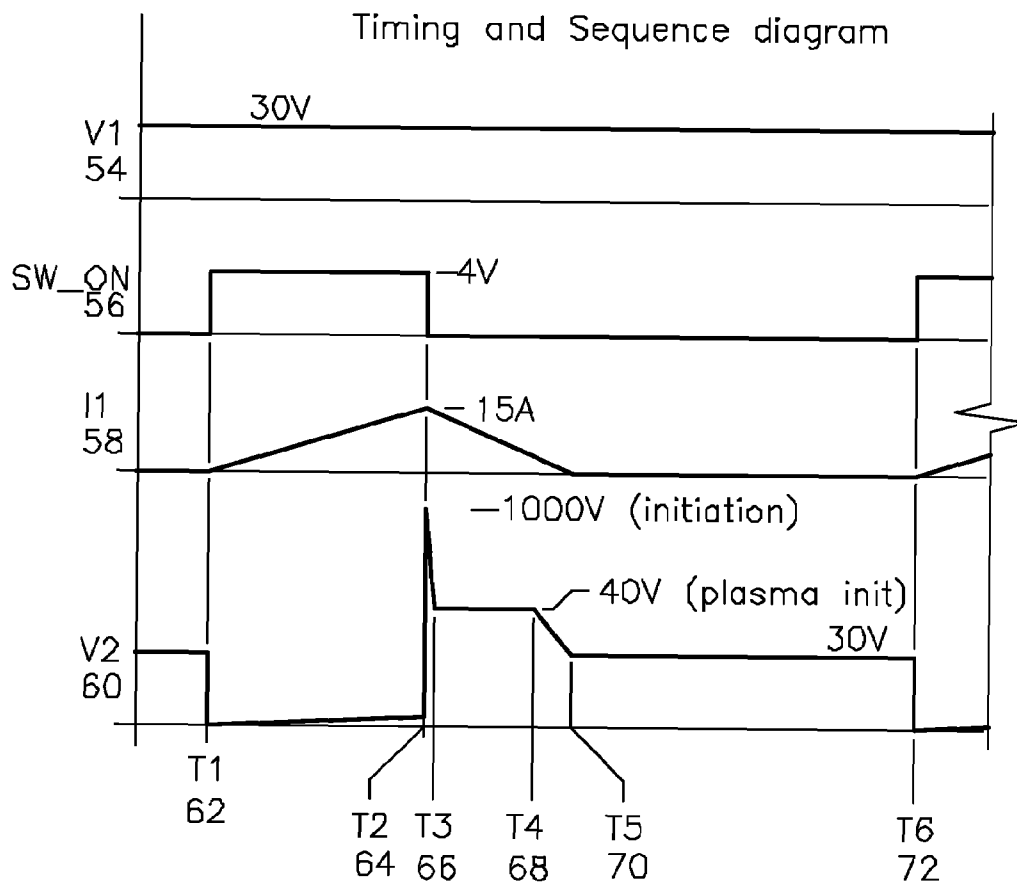 Timing and Sequence diagram
30V
V1
54
SW_ON
56
-4V
I1
58
- 15A
-1000V (initiation)
- 40V (plasma init)
V2
60
30V
T1
62
T2
64
T3
66
T4
68
T5
70
T6
72